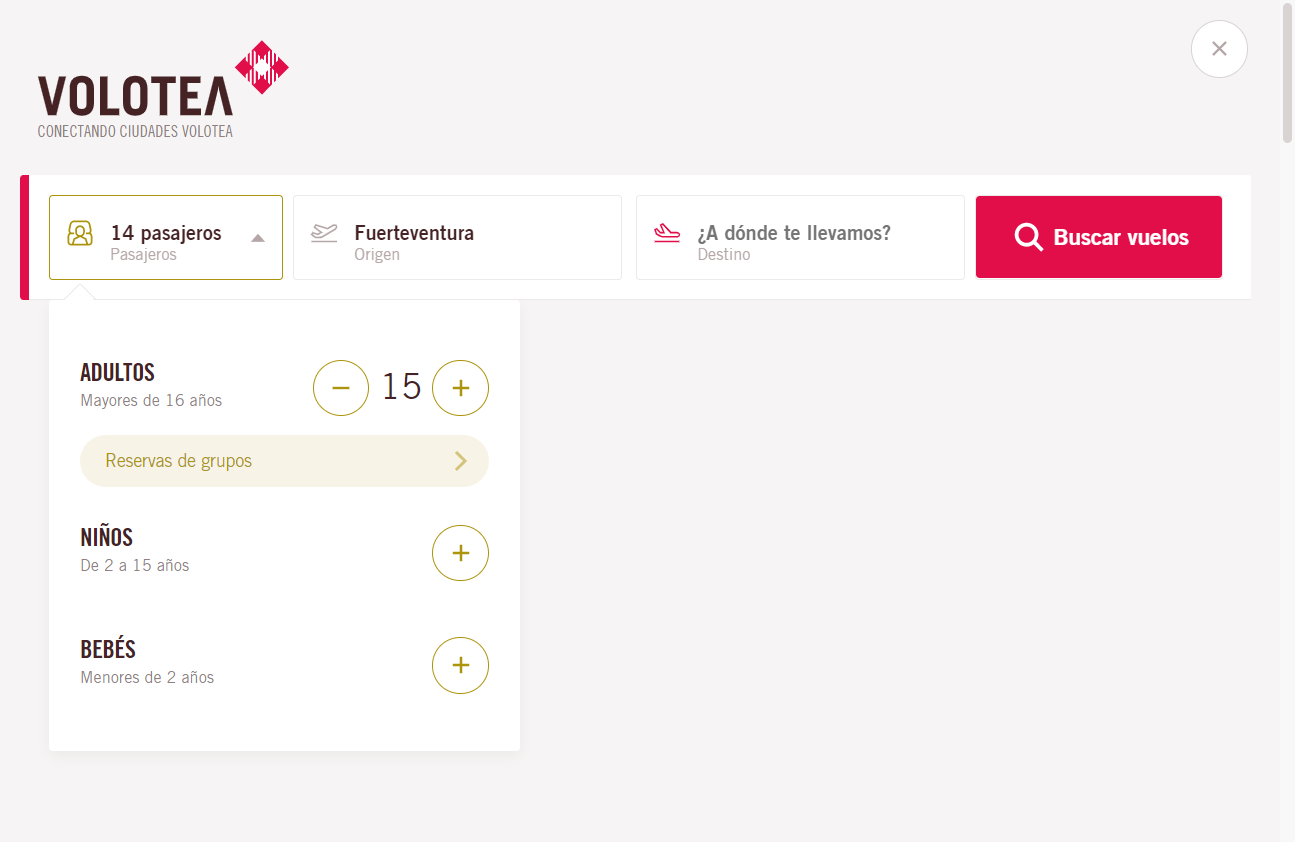 VOLOTEA
CONECTANDO CIUDADES VOLOTEA
14 pasajeros
Pasajeros
Fuerteventura
Origen
¿A dónde te llevamos?
Destino
Buscar vuelos
ADULTOS
Mayores de 16 años
15
Reservas de grupos
NIÑOS
De 2 a 15 años
BEBÉS
Menores de 2 años